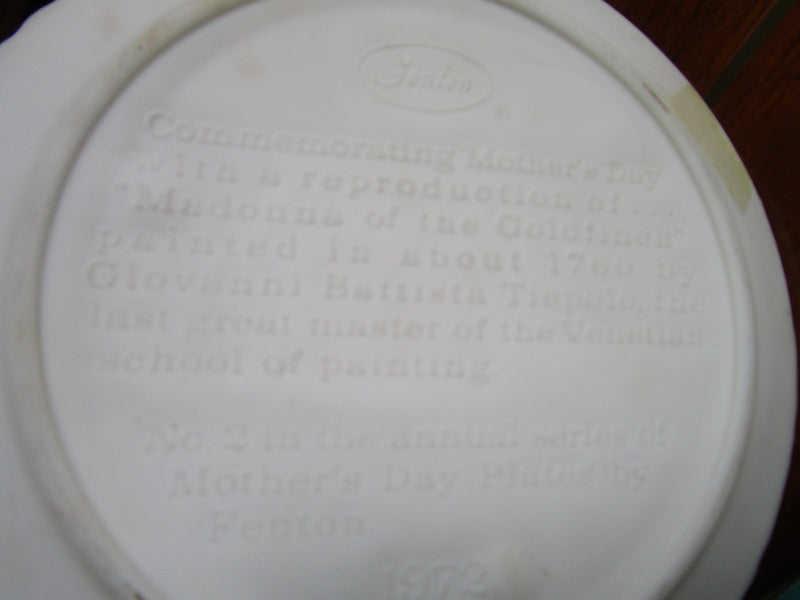 Fenton
Commemorating Mother's Day
with a reproduction of...
"Madonna of the Goldfinch"
painted in about 1760 by
Giovanni Battista Tiepolo, the
last great master of the Venetian
school of painting.
No. 2 in the annual series of
Mother's Day Plates by
Fenton.
1972